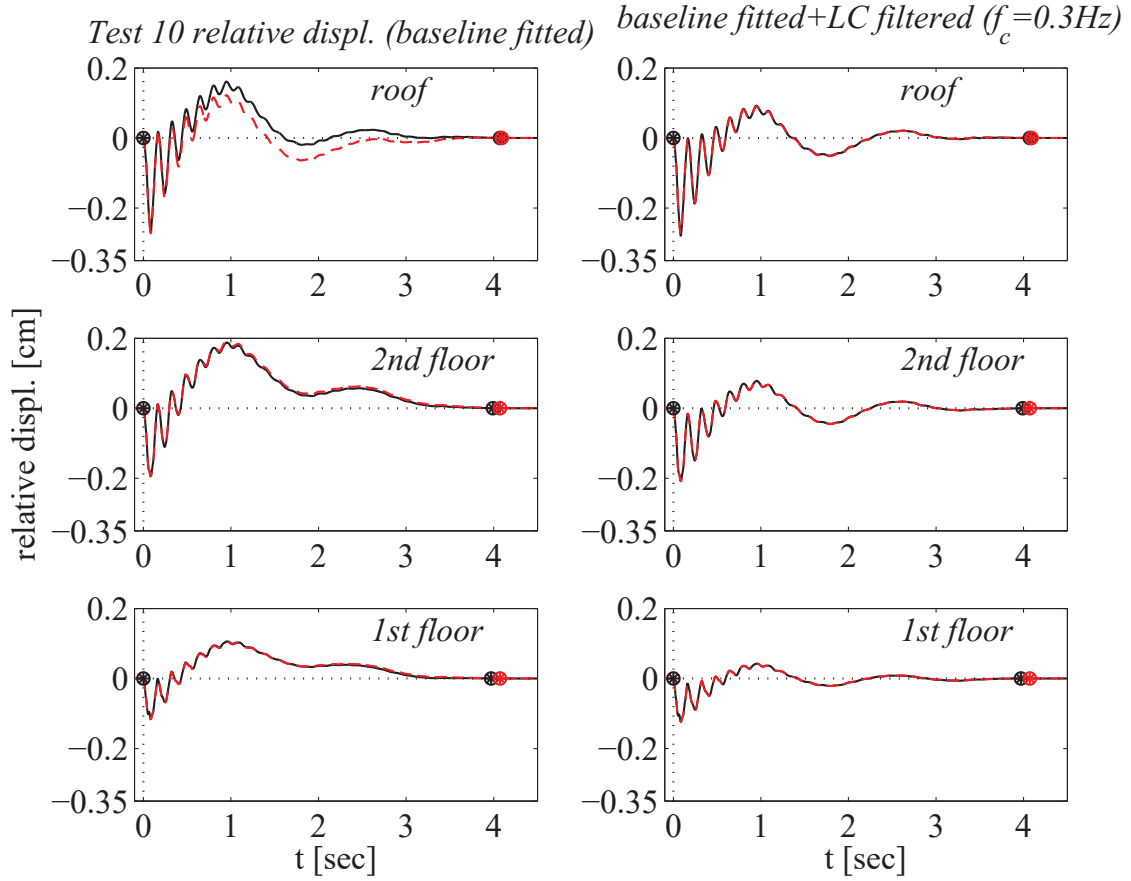 Test 10 relative displ. (baseline fitted)
baseline fitted+LC filtered (f_c=0.3Hz)
0.2
0
−0.2
−0.35
roof
0 1 2 3 4
0.2
0
−0.2
−0.35
roof
0 1 2 3 4
relative displ. [cm]
0.2
0
−0.2
−0.35
2nd floor
0 1 2 3 4
0.2
0
−0.2
−0.35
2nd floor
0 1 2 3 4
0.2
0
−0.2
−0.35
1st floor
0 1 2 3 4
t [sec]
0.2
0
−0.2
−0.35
1st floor
0 1 2 3 4
t [sec]